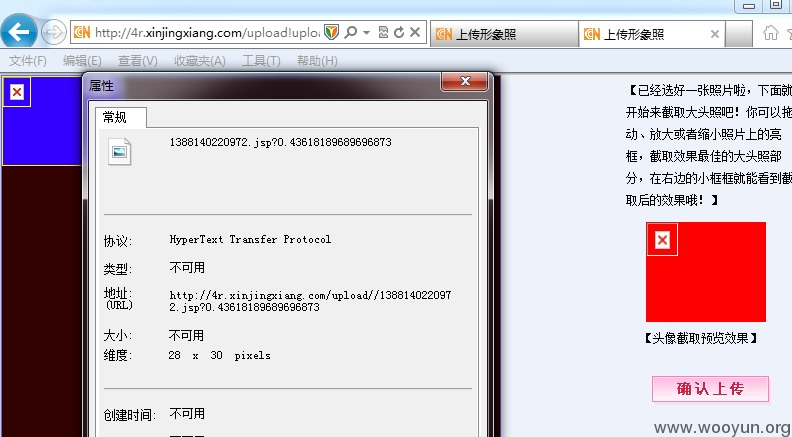 http://4r.xinjingxiang.com/upload!uploa
上传形象照
上传形象照
文件(F) 编辑(E) 查看(V) 收藏夹(A) 工具(T) 帮助(H)
属性
常规
1388140220972.jsp?0.43618189689696873
协议: HyperText Transfer Protocol
类型: 不可用
地址: http://4r.xinjingxiang.com/upload//138814022097
(URL) 2.jsp?0.43618189689696873
大小: 不可用
维度: 28 x 30 pixels
创建时间: 不可用
【已经选好一张照片啦，下面就
开始来截取大头照吧！你可以拖
动、放大或者缩小照片上的亮
框，截取效果最佳的大头照部
分，在右边的小框框就能看到截
取后的效果哦！】
【头像截取预览效果】
确认上传
www.wooyun.org